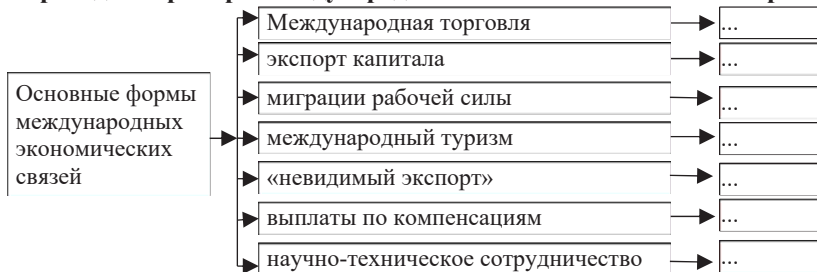 Международная торговля
...
экспорт капитала
...
миграции рабочей силы
...
Основные формы
международных
экономических
связей
международный туризм
...
«невидимый экспорт»
...
выплаты по компенсациям
...
научно-техническое сотрудничество
...